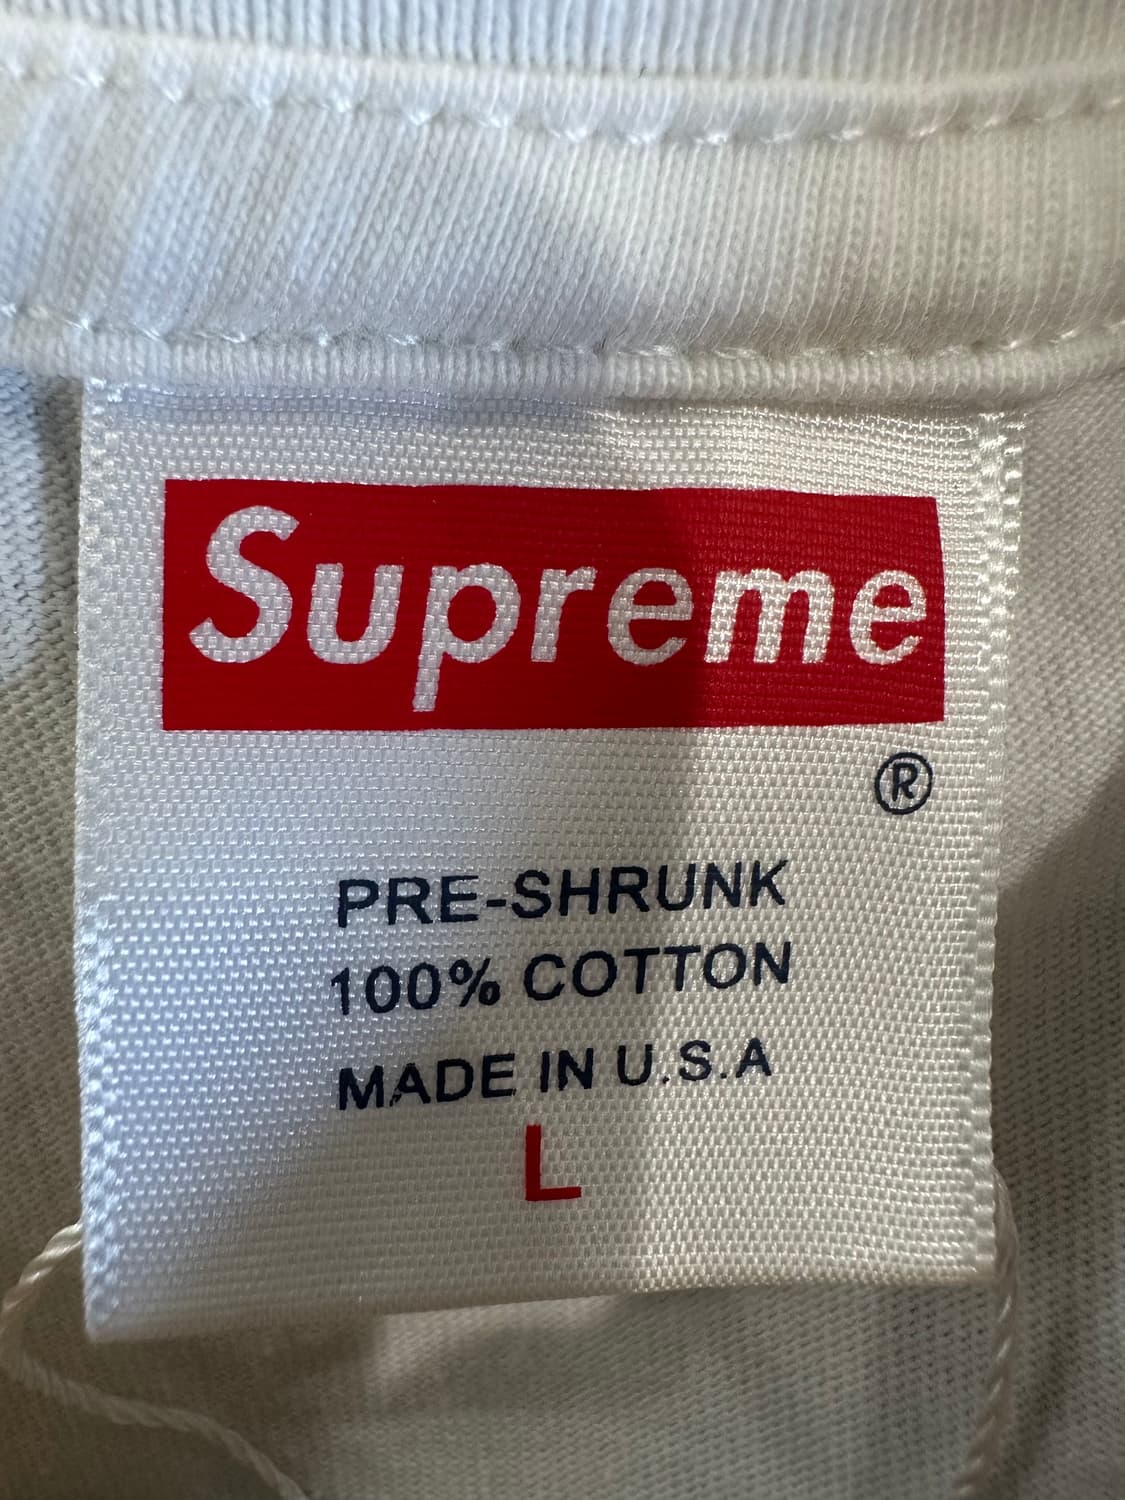 Supreme
®
PRE-SHRUNK
100% COTTON
MADE IN U.S.A
L